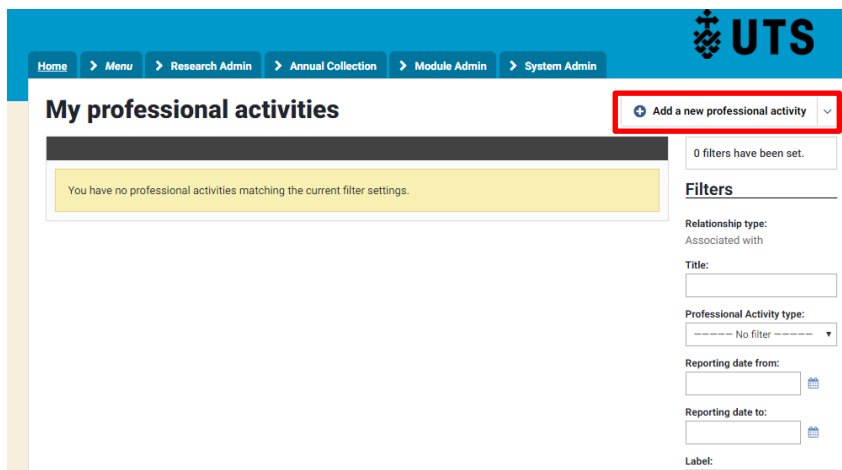 UTS
Home
Menu
Research Admin
Annual Collection
Module Admin
System Admin
My professional activities
Add a new professional activity
0 filters have been set.
You have no professional activities matching the current filter settings.
Filters
Relationship type:
Associated with
Title:
Professional Activity type:
----- No filter -----
Reporting date from:
Reporting date to:
Label: